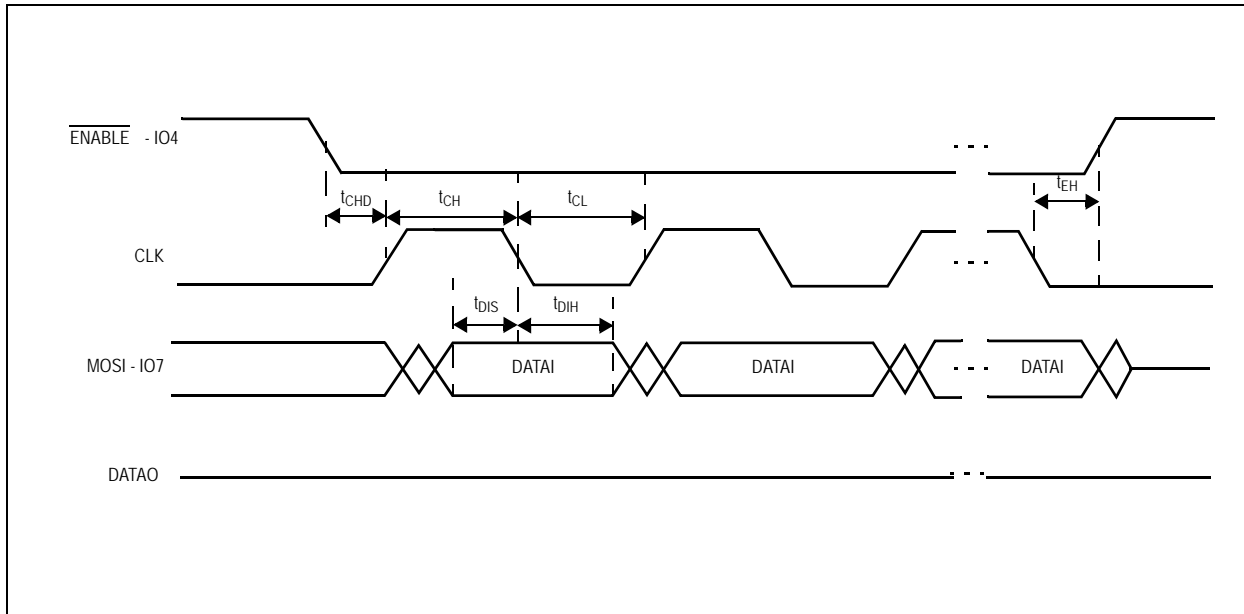 ENABLE - IO4
tCHD
tCH
tCL
tEH
CLK
tDIS
tDIH
MOSI - IO7
DATAI
DATAI
DATAI
DATAO